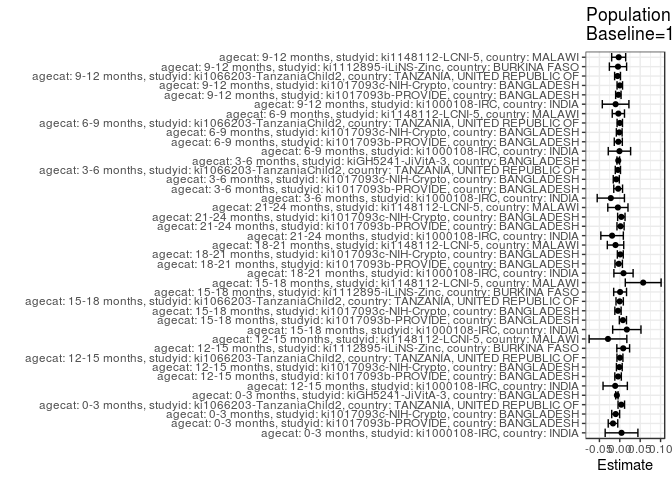 Population
Baseline=1
agecat: 9-12 months, studyid: ki1148112-LCNI-5, country: MALAWI
agecat: 9-12 months, studyid: ki1112895-iLiNS-Zinc, country: BURKINA FASO
agecat: 9-12 months, studyid: ki1066203-TanzaniaChild2, country: TANZANIA, UNITED REPUBLIC OF
agecat: 9-12 months, studyid: ki1017093c-NIH-Crypto, country: BANGLADESH
agecat: 9-12 months, studyid: ki1017093b-PROVIDE, country: BANGLADESH
agecat: 9-12 months, studyid: ki1000108-IRC, country: INDIA
agecat: 6-9 months, studyid: ki1148112-LCNI-5, country: MALAWI
agecat: 6-9 months, studyid: ki1066203-TanzaniaChild2, country: TANZANIA, UNITED REPUBLIC OF
agecat: 6-9 months, studyid: ki1017093c-NIH-Crypto, country: BANGLADESH
agecat: 6-9 months, studyid: ki1017093b-PROVIDE, country: BANGLADESH
agecat: 6-9 months, studyid: ki1000108-IRC, country: INDIA
agecat: 3-6 months, studyid: kiGH5241-JiVitA-3, country: BANGLADESH
agecat: 3-6 months, studyid: ki1066203-TanzaniaChild2, country: TANZANIA, UNITED REPUBLIC OF
agecat: 3-6 months, studyid: ki1017093c-NIH-Crypto, country: BANGLADESH
agecat: 3-6 months, studyid: ki1017093b-PROVIDE, country: BANGLADESH
agecat: 3-6 months, studyid: ki1000108-IRC, country: INDIA
agecat: 21-24 months, studyid: ki1148112-LCNI-5, country: MALAWI
agecat: 21-24 months, studyid: ki1017093c-NIH-Crypto, country: BANGLADESH
agecat: 21-24 months, studyid: ki1017093b-PROVIDE, country: BANGLADESH
agecat: 21-24 months, studyid: ki1000108-IRC, country: INDIA
agecat: 18-21 months, studyid: ki1148112-LCNI-5, country: MALAWI
agecat: 18-21 months, studyid: ki1017093c-NIH-Crypto, country: BANGLADESH
agecat: 18-21 months, studyid: ki1017093b-PROVIDE, country: BANGLADESH
agecat: 18-21 months, studyid: ki1000108-IRC, country: INDIA
agecat: 15-18 months, studyid: ki1148112-LCNI-5, country: MALAWI
agecat: 15-18 months, studyid: ki1112895-iLiNS-Zinc, country: BURKINA FASO
agecat: 15-18 months, studyid: ki1066203-TanzaniaChild2, country: TANZANIA, UNITED REPUBLIC OF
agecat: 15-18 months, studyid: ki1017093c-NIH-Crypto, country: BANGLADESH
agecat: 15-18 months, studyid: ki1017093b-PROVIDE, country: BANGLADESH
agecat: 15-18 months, studyid: ki1000108-IRC, country: INDIA
agecat: 12-15 months, studyid: ki1148112-LCNI-5, country: MALAWI
agecat: 12-15 months, studyid: ki1112895-iLiNS-Zinc, country: BURKINA FASO
agecat: 12-15 months, studyid: ki1066203-TanzaniaChild2, country: TANZANIA, UNITED REPUBLIC OF
agecat: 12-15 months, studyid: ki1017093c-NIH-Crypto, country: BANGLADESH
agecat: 12-15 months, studyid: ki1017093b-PROVIDE, country: BANGLADESH
agecat: 12-15 months, studyid: ki1000108-IRC, country: INDIA
agecat: 0-3 months, studyid: kiGH5241-JiVitA-3, country: BANGLADESH
agecat: 0-3 months, studyid: ki1066203-TanzaniaChild2, country: TANZANIA, UNITED REPUBLIC OF
agecat: 0-3 months, studyid: ki1017093c-NIH-Crypto, country: BANGLADESH
agecat: 0-3 months, studyid: ki1017093b-PROVIDE, country: BANGLADESH
agecat: 0-3 months, studyid: ki1000108-IRC, country: INDIA
-0.05 0.00 0.05 0.10
Estimate